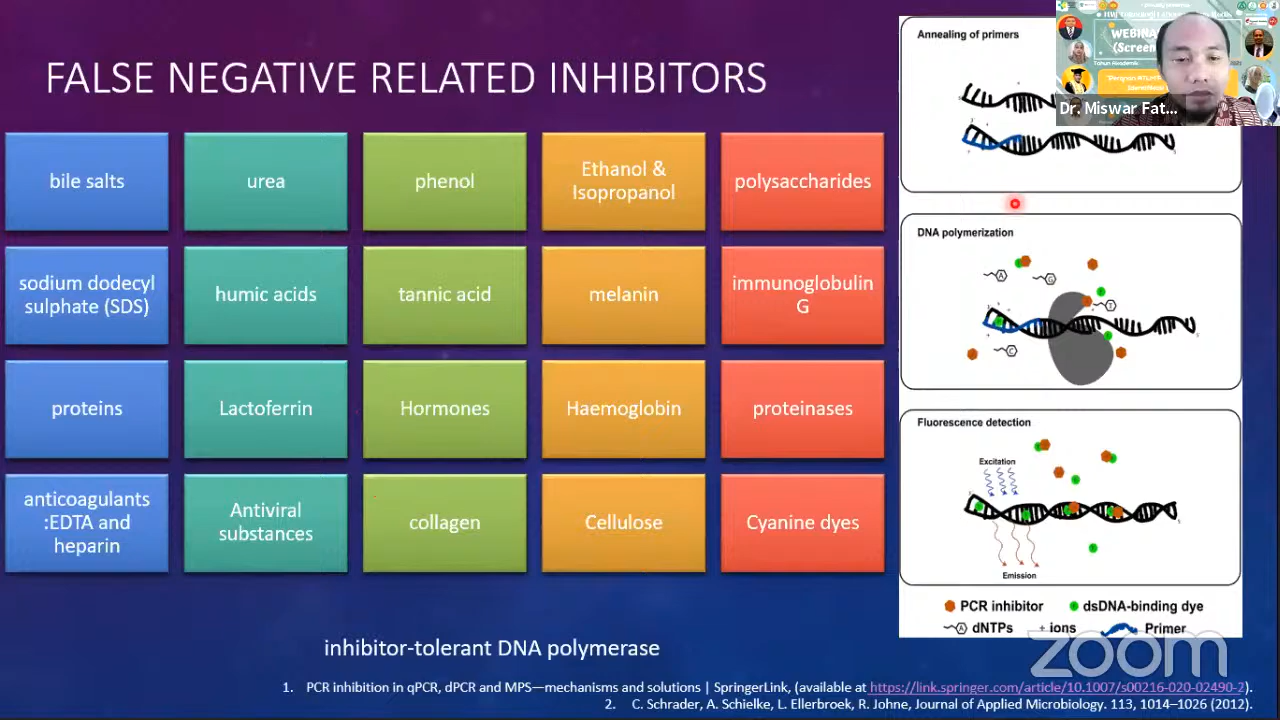 FALSE NEGATIVE RELATED INHIBITORS
bile salts
urea
phenol
Ethanol &
Isopropanol
polysaccharides
sodium dodecyl
sulphate (SDS)
humic acids
tannic acid
melanin
immunoglobulin
G
proteins
Lactoferrin
Hormones
Haemoglobin
proteinases
anticoagulants
:EDTA and
heparin
Antiviral
substances
collagen
Cellulose
Cyanine dyes
inhibitor-tolerant DNA polymerase
1. PCR inhibition in qPCR, dPCR and MPS—mechanisms and solutions | SpringerLink, (available at https://link.springer.com/article/10.1007/s00216-020-02490-2).
2. C. Schrader, A. Schielke, L. Ellerbroek, R. Johne, Journal of Applied Microbiology. 113, 1014–1026 (2012).
Annealing of primers
DNA polymerization
A
G
T
C
Fluorescence detection
Excitation
Emission
PCR inhibitor
dsDNA-binding dye
A dNTPs
+ ions
Primer
WEBINA
(Screen
Tahun Akademik
Dr. Miswar Fat...
zoom